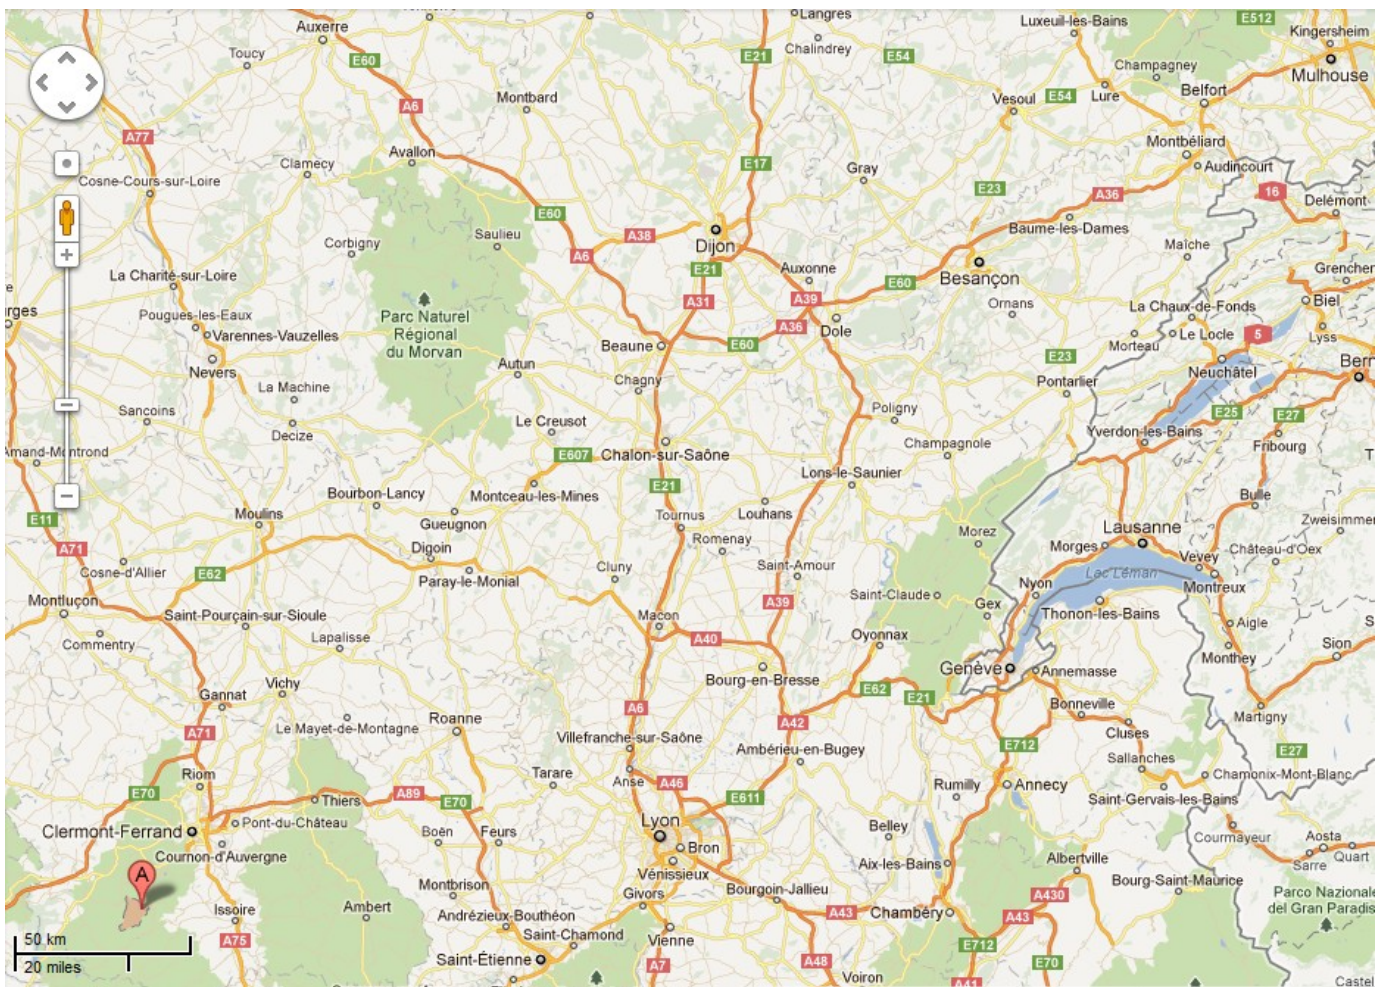 Auxerre
Langres
Luxeuil-les-Bains
E512
Kingersheim
Toucy
E60
E21
Chalindrey
E54
Champagney
Mulhouse
A6
Montbard
Vesoul
E54
Lure
Belfort
A77
Avallon
E17
Montbéliard
Clamecy
Gray
Audincourt
Cosne-Cours-sur-Loire
E23
A36
16
Delémont
E60
A38
Dijon
Baume-les-Dames
Corbigny
Saulieu
A6
E21
Auxonne
Besançon
Maîche
La Charité-sur-Loire
E60
Grenchen
Parc Naturel
Régional
du Morvan
A31
A39
Ornans
La Chaux-de-Fonds
Biel
Pougues-les-Eaux
Varennes-Vauzelles
A36
Dole
Le Locle
5
Lyss
Beaune
E60
E23
Morteau
Nevers
Autun
Neuchâtel
Bern
La Machine
Chagny
Pontarlier
Sancoins
Le Creusot
Poligny
E25
E27
Decize
Champagnole
Yverdon-les-Bains
Fribourg
Amand-Montrond
E607
Chalon-sur-Saône
Lons-le-Saunier
Bourbon-Lancy
Montceau-les-Mines
E21
Bulle
E11
Moulins
Gueugnon
Tournus
Louhans
Morez
Lausanne
Zweisimmen
A71
Digoin
Romenay
Morges
Vevey
Château-d'Oex
Cosne-d'Allier
E62
Paray-le-Monial
Cluny
Saint-Amour
Nyon
Lac Léman
Montreux
Montluçon
Saint-Pourçain-sur-Sioule
A39
Saint-Claude
Gex
Thonon-les-Bains
Commentry
Lapalisse
Macon
A40
Oyonnax
Aigle
Sion
Genève
Annemasse
Monthey
Gannat
Vichy
Bourg-en-Bresse
E62
E21
Bonneville
Martigny
A71
Le Mayet-de-Montagne
Roanne
A6
A42
Cluses
Villefranche-sur-Saône
Ambérieu-en-Bugey
E712
Sallanches
E27
Riom
Tarare
Anse
A46
Rumilly
Annecy
Chamonix-Mont-Blanc
E70
Thiers
A89
E70
E611
Saint-Gervais-les-Bains
Clermont-Ferrand
Pont-du-Château
Boën
Feurs
Lyon
Belley
Courmayeur
Aosta
Cournon-d'Auvergne
Bron
Aix-les-Bains
Albertville
Sarre
Quart
A
Vénissieux
Montbrison
Givors
Bourgoin-Jallieu
A430
Bourg-Saint-Maurice
Parco Nazionale
del Gran Paradis
Issoire
Ambert
Andrézieux-Bouthéon
A43
Chambéry
A43
50 km
A75
Saint-Chamond
Vienne
E712
20 miles
Saint-Étienne
A7
A48
Voiron
A41
E70
Castel